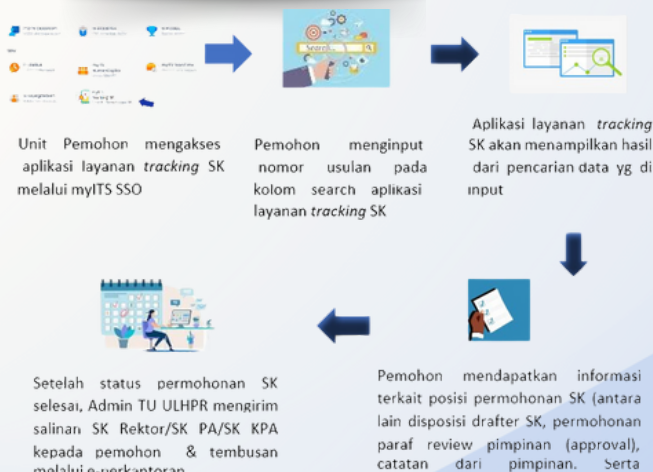 Unit Pemohon mengakses
aplikasi layanan tracking SK
melalui myITS SSO
Search...
Pemohon menginput
nomor usulan pada
kolom search aplikasi
layanan tracking SK
Aplikasi layanan tracking
SK akan menampilkan hasil
dari pencarian data yg di
input
Pemohon mendapatkan informasi
terkait posisi permohonan SK (antara
lain disposisi drafter SK, permohonan
paraf review pimpinan (approval),
catatan dari pimpinan. Serta
Setelah status permohonan SK
selesai, Admin TU ULHPR mengirim
salinan SK Rektor/SK PA/SK KPA
kepada pemohon & tembusan
melalui e-perkantoran